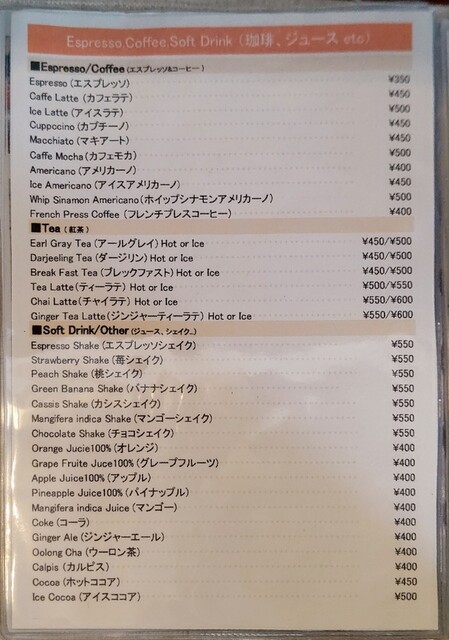 Espresso,Coffee,Soft Drink (珈琲、ジュース etc)
■Espresso/Coffee(エスプレッソ&コーヒー)
Espresso (エスプレッソ) ¥350
Caffe Latte (カフェラテ) ¥450
Ice Latte (アイスラテ) ¥500
Cuppocino (カプチーノ) ¥450
Macchiato (マキアート) ¥450
Caffe Mocha (カフェモカ) ¥500
Americano (アメリカーノ) ¥400
Ice Americano (アイスアメリカーノ) ¥450
Whip Sinamon Americano (ホイップシナモンアメリカーノ) ¥500
French Press Coffee (フレンチプレスコーヒー) ¥400
■Tea (紅茶)
Earl Gray Tea (アールグレイ) Hot or Ice ¥450/¥500
Darjeeling Tea (ダージリン) Hot or Ice ¥450/¥500
Break Fast Tea (ブレックファスト) Hot or Ice ¥450/¥500
Tea Latte(ティーラテ) Hot or Ice ¥500/¥550
Chai Latte(チャイラテ) Hot or Ice ¥550/¥600
Ginger Tea Latte(ジンジャーティーラテ) Hot or Ice ¥550/¥600
■Soft Drink/Other (ジュース、シェイク..)
Espresso Shake (エスプレッソシェイク) ¥550
Strawberry Shake (苺シェイク) ¥550
Peach Shake (桃シェイク) ¥550
Green Banana Shake (バナナシェイク) ¥550
Cassis Shake (カシスシェイク) ¥550
Mangifera indica Shake (マンゴーシェイク) ¥550
Chocolate Shake (チョコシェイク) ¥550
Orange Jucie100% (オレンジ) ¥400
Grape Fruite Juce100% (グレープフルーツ) ¥400
Apple Juice100% (アップル) ¥400
Pineapple Juice100% (パイナップル) ¥400
Mangifera indica Juice (マンゴー) ¥400
Coke (コーラ) ¥400
Ginger Ale (ジンジャーエール) ¥400
Oolong Cha (ウーロン茶) ¥400
Calpis (カルピス) ¥400
Cocoa (ホットココア) ¥450
Ice Cocoa (アイスココア) ¥500